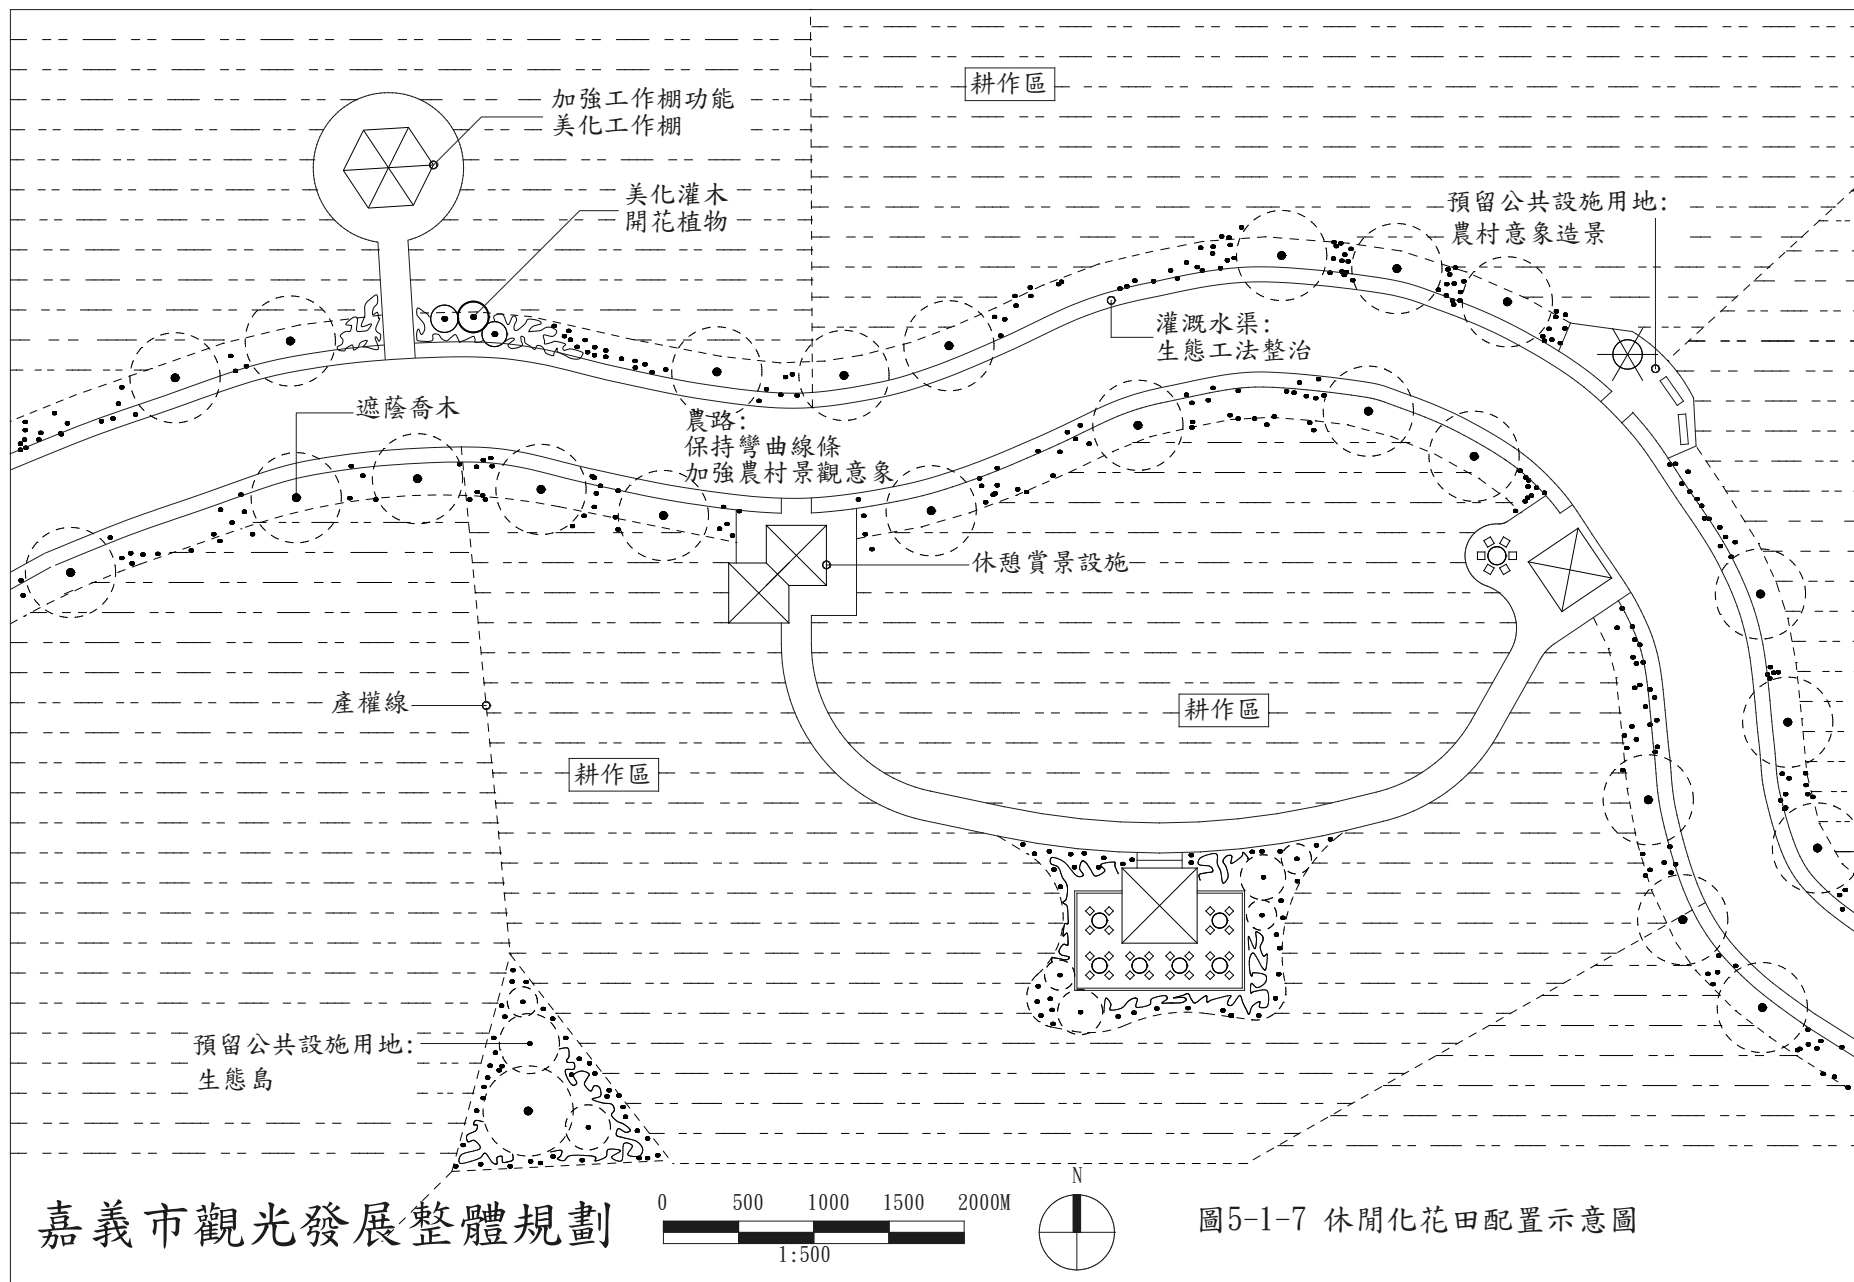 耕作區
加強工作棚功能
美化工作棚
美化灌木
開花植物
預留公共設施用地:
農村意象造景
灌溉水渠:
生態工法整治
遮蔭喬木
農路:
保持彎曲線條
加強農村景觀意象
休憩賞景設施
產權線
耕作區
耕作區
預留公共設施用地:
生態島
嘉義市觀光發展整體規劃
0 500 1000 1500 2000M
1:500
N
圖5-1-7 休閒化花田配置示意圖